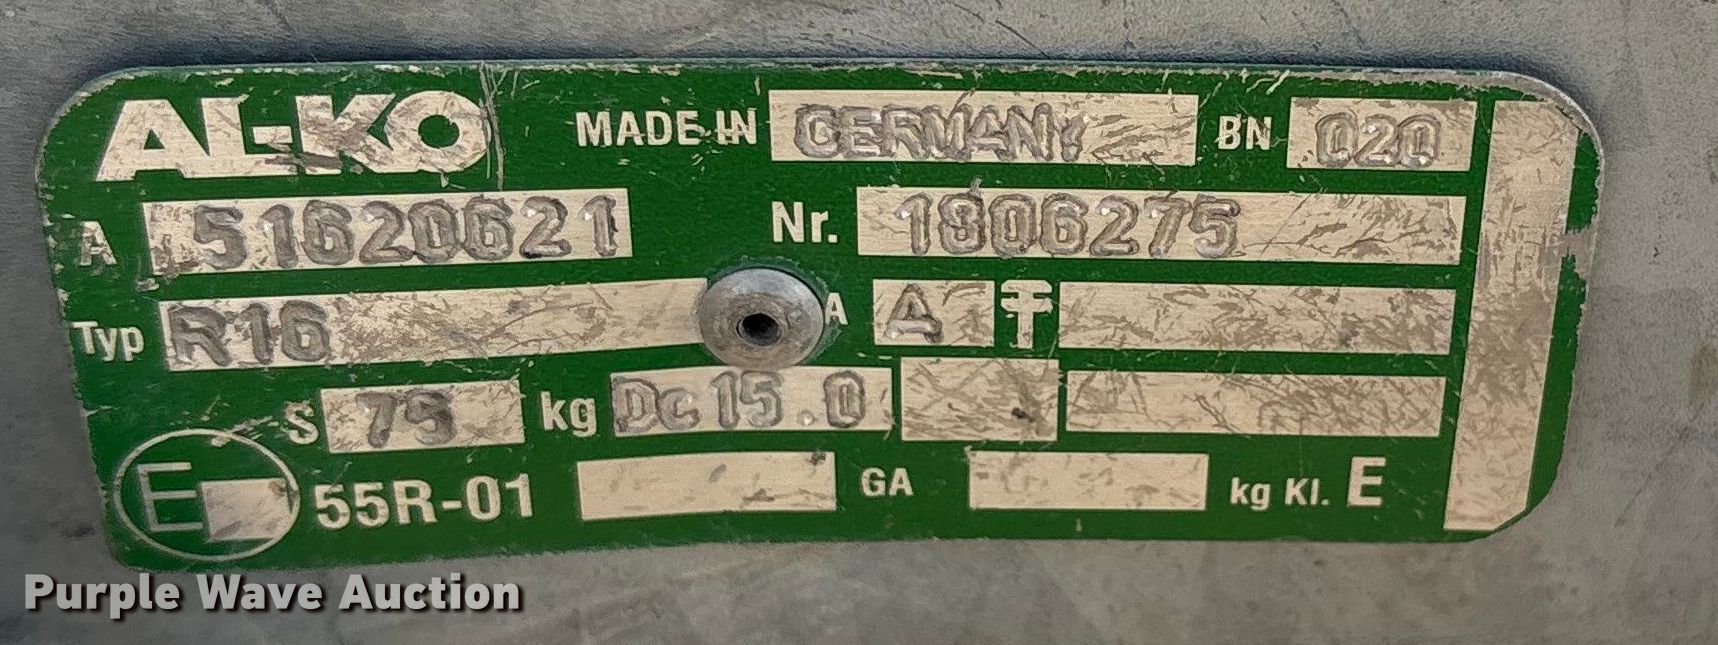 AL-KO MADE IN GERMANY BN 020
A 51620621 Nr. 1806275
Typ R16 A A
S 75 kg Dc 15.0
E 55R-01 GA kg Kl. E
Purple Wave Auction